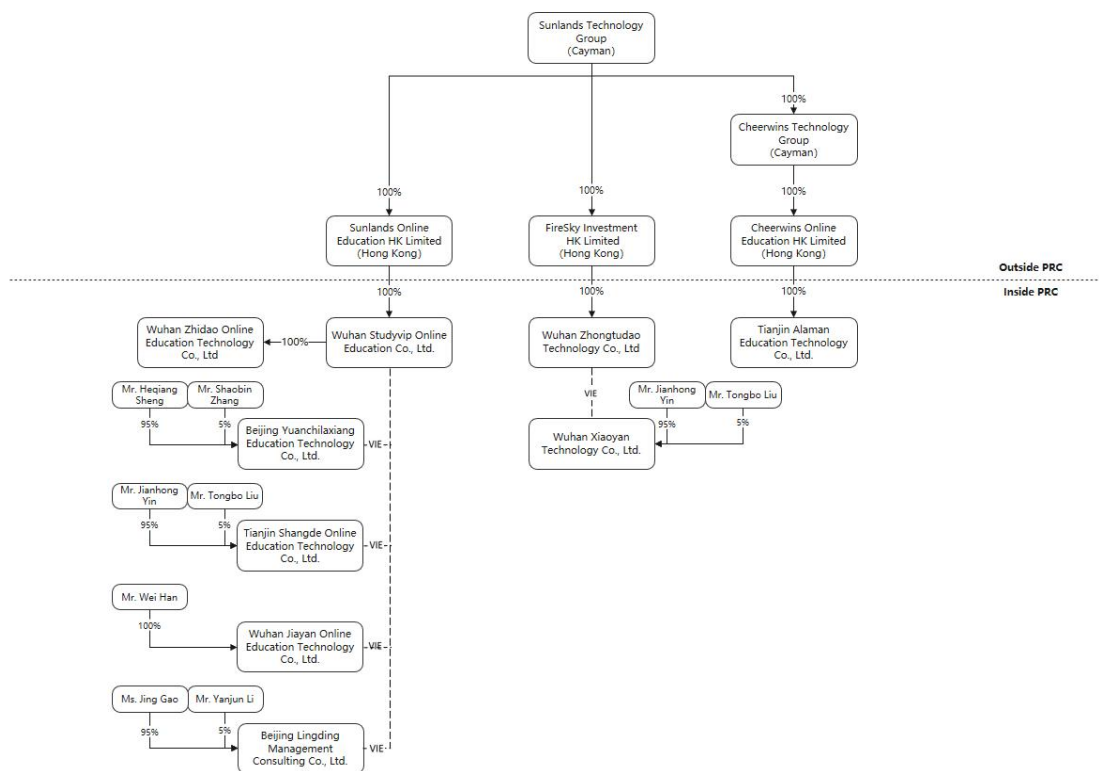 Sunlands Technology
Group
(Cayman)
100%
Cheerwins Technology
Group
(Cayman)
100%
100%
100%
Sunlands Online
Education HK Limited
(Hong Kong)
FireSky Investment
HK Limited
(Hong Kong)
Cheerwins Online
Education HK Limited
(Hong Kong)
Outside PRC
Inside PRC
100%
100%
100%
Wuhan Zhidao Online
Education Technology
Co., Ltd
100%
Wuhan Studyvip Online
Education Co., Ltd.
Wuhan Zhongtudao
Technology Co., Ltd
Tianjin Alaman
Education Technology
Co., Ltd.
Mr. Heqiang
Sheng
Mr. Shaobin
Zhang
95%
5%
Beijing Yuanchilaxiang
Education Technology
Co., Ltd.
VIE
VIE
Mr. Jianhong
Yin
Mr. Tongbo Liu
95%
5%
Wuhan Xiaoyan
Technology Co., Ltd.
Mr. Jianhong
Yin
Mr. Tongbo Liu
95%
5%
Tianjin Shangde Online
Education Technology
Co., Ltd.
VIE
Mr. Wei Han
100%
Wuhan Jiayan Online
Education Technology
Co., Ltd.
VIE
Ms. Jing Gao
Mr. Yanjun Li
95%
5%
Beijing Lingding
Management
Consulting Co., Ltd.
VIE